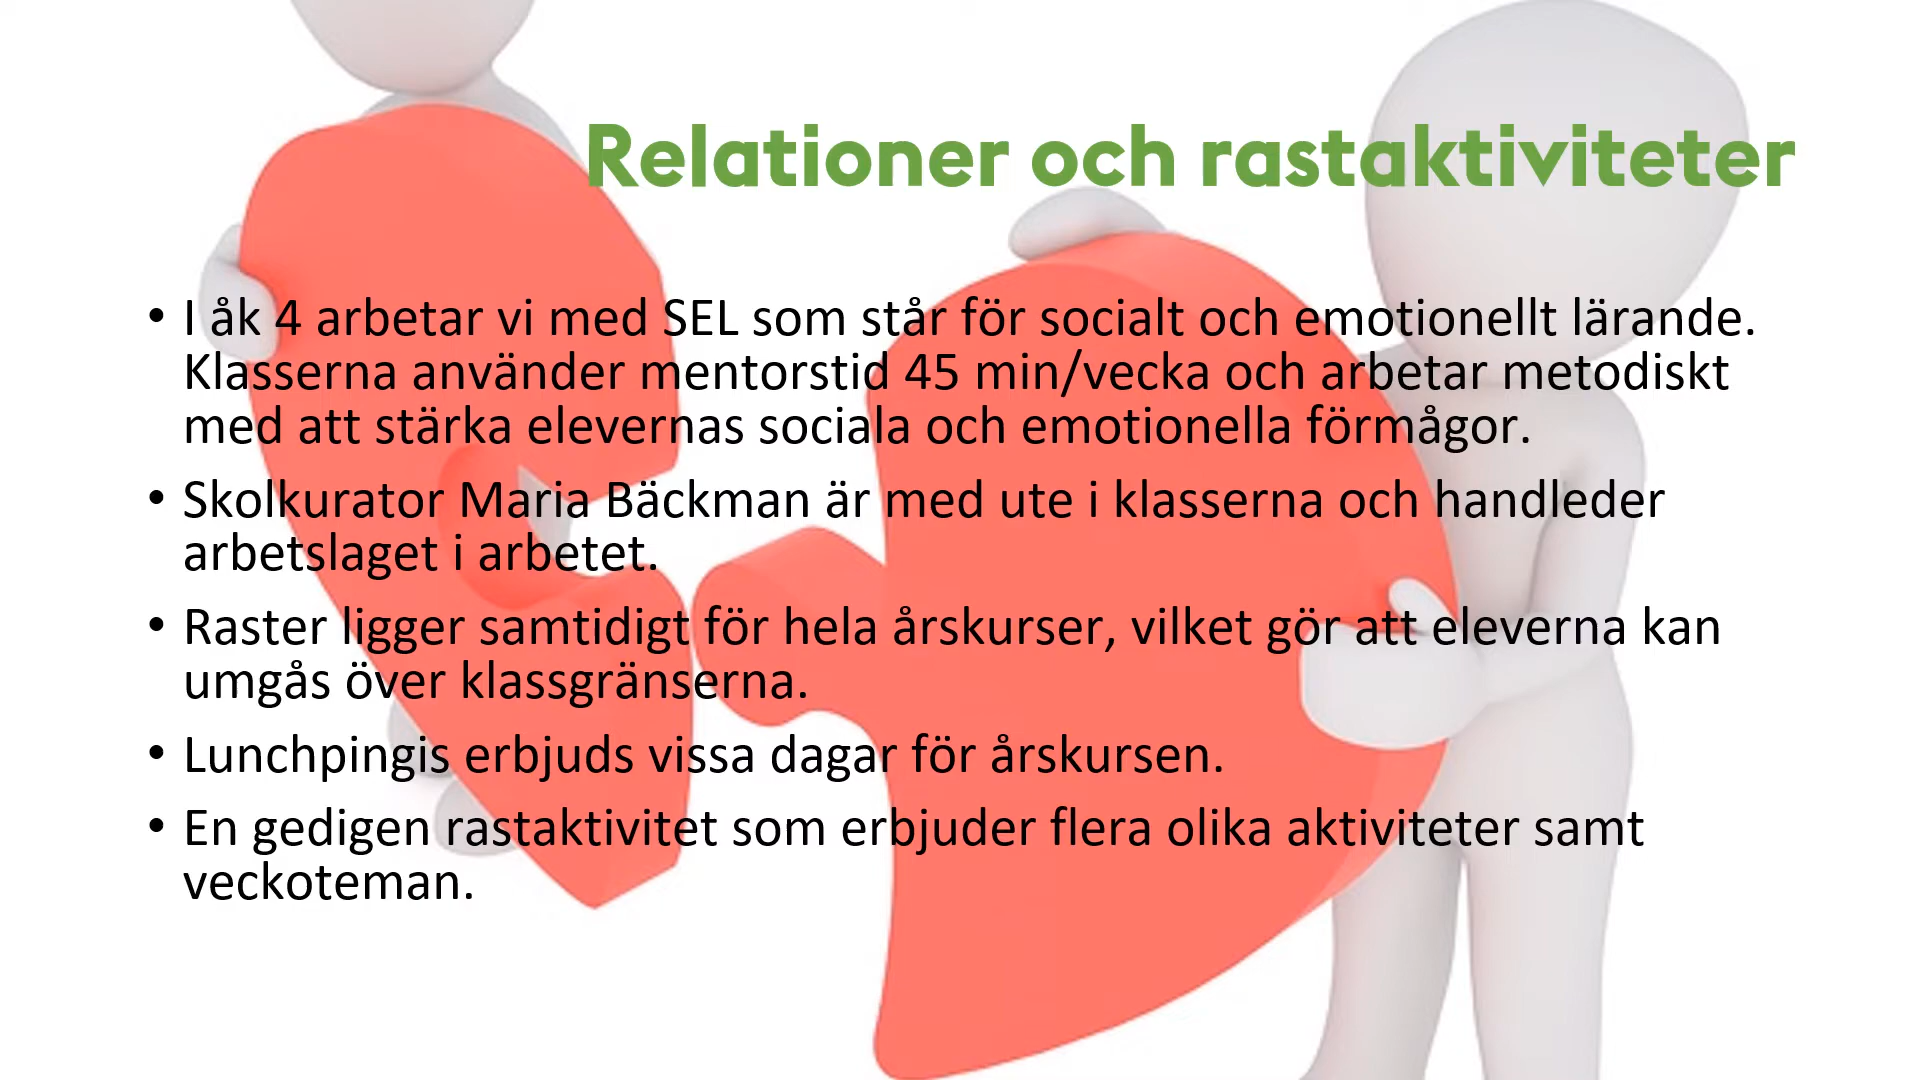 Relationer och rastaktiviteter
• I åk 4 arbetar vi med SEL som står för socialt och emotionellt lärande.
Klasserna använder mentorstid 45 min/vecka och arbetar metodiskt
med att stärka elevernas sociala och emotionella förmågor.
• Skolkurator Maria Bäckman är med ute i klasserna och handleder
arbetslaget i arbetet.
• Raster ligger samtidigt för hela årskurser, vilket gör att eleverna kan
umgås över klassgränserna.
• Lunchpingis erbjuds vissa dagar för årskursen.
• En gedigen rastaktivitet som erbjuder flera olika aktiviteter samt
veckoteman.